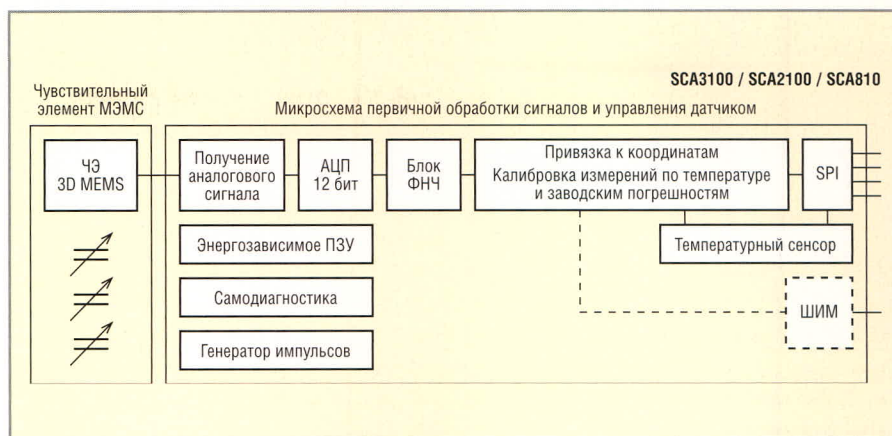 SCA3100 / SCA2100 / SCA810
Чувствительный
элемент МЭМС
Микросхема первичной обработки сигналов и управления датчиком
ЧЭ
3D MEMS
Получение
аналогового
сигнала
АЦП
12 бит
Блок
ФНЧ
Привязка к координатам
Калибровка измерений по температуре
и заводским погрешностям
SPI
Энергозависимое ПЗУ
Температурный сенсор
Самодиагностика
ШИМ
Генератор импульсов